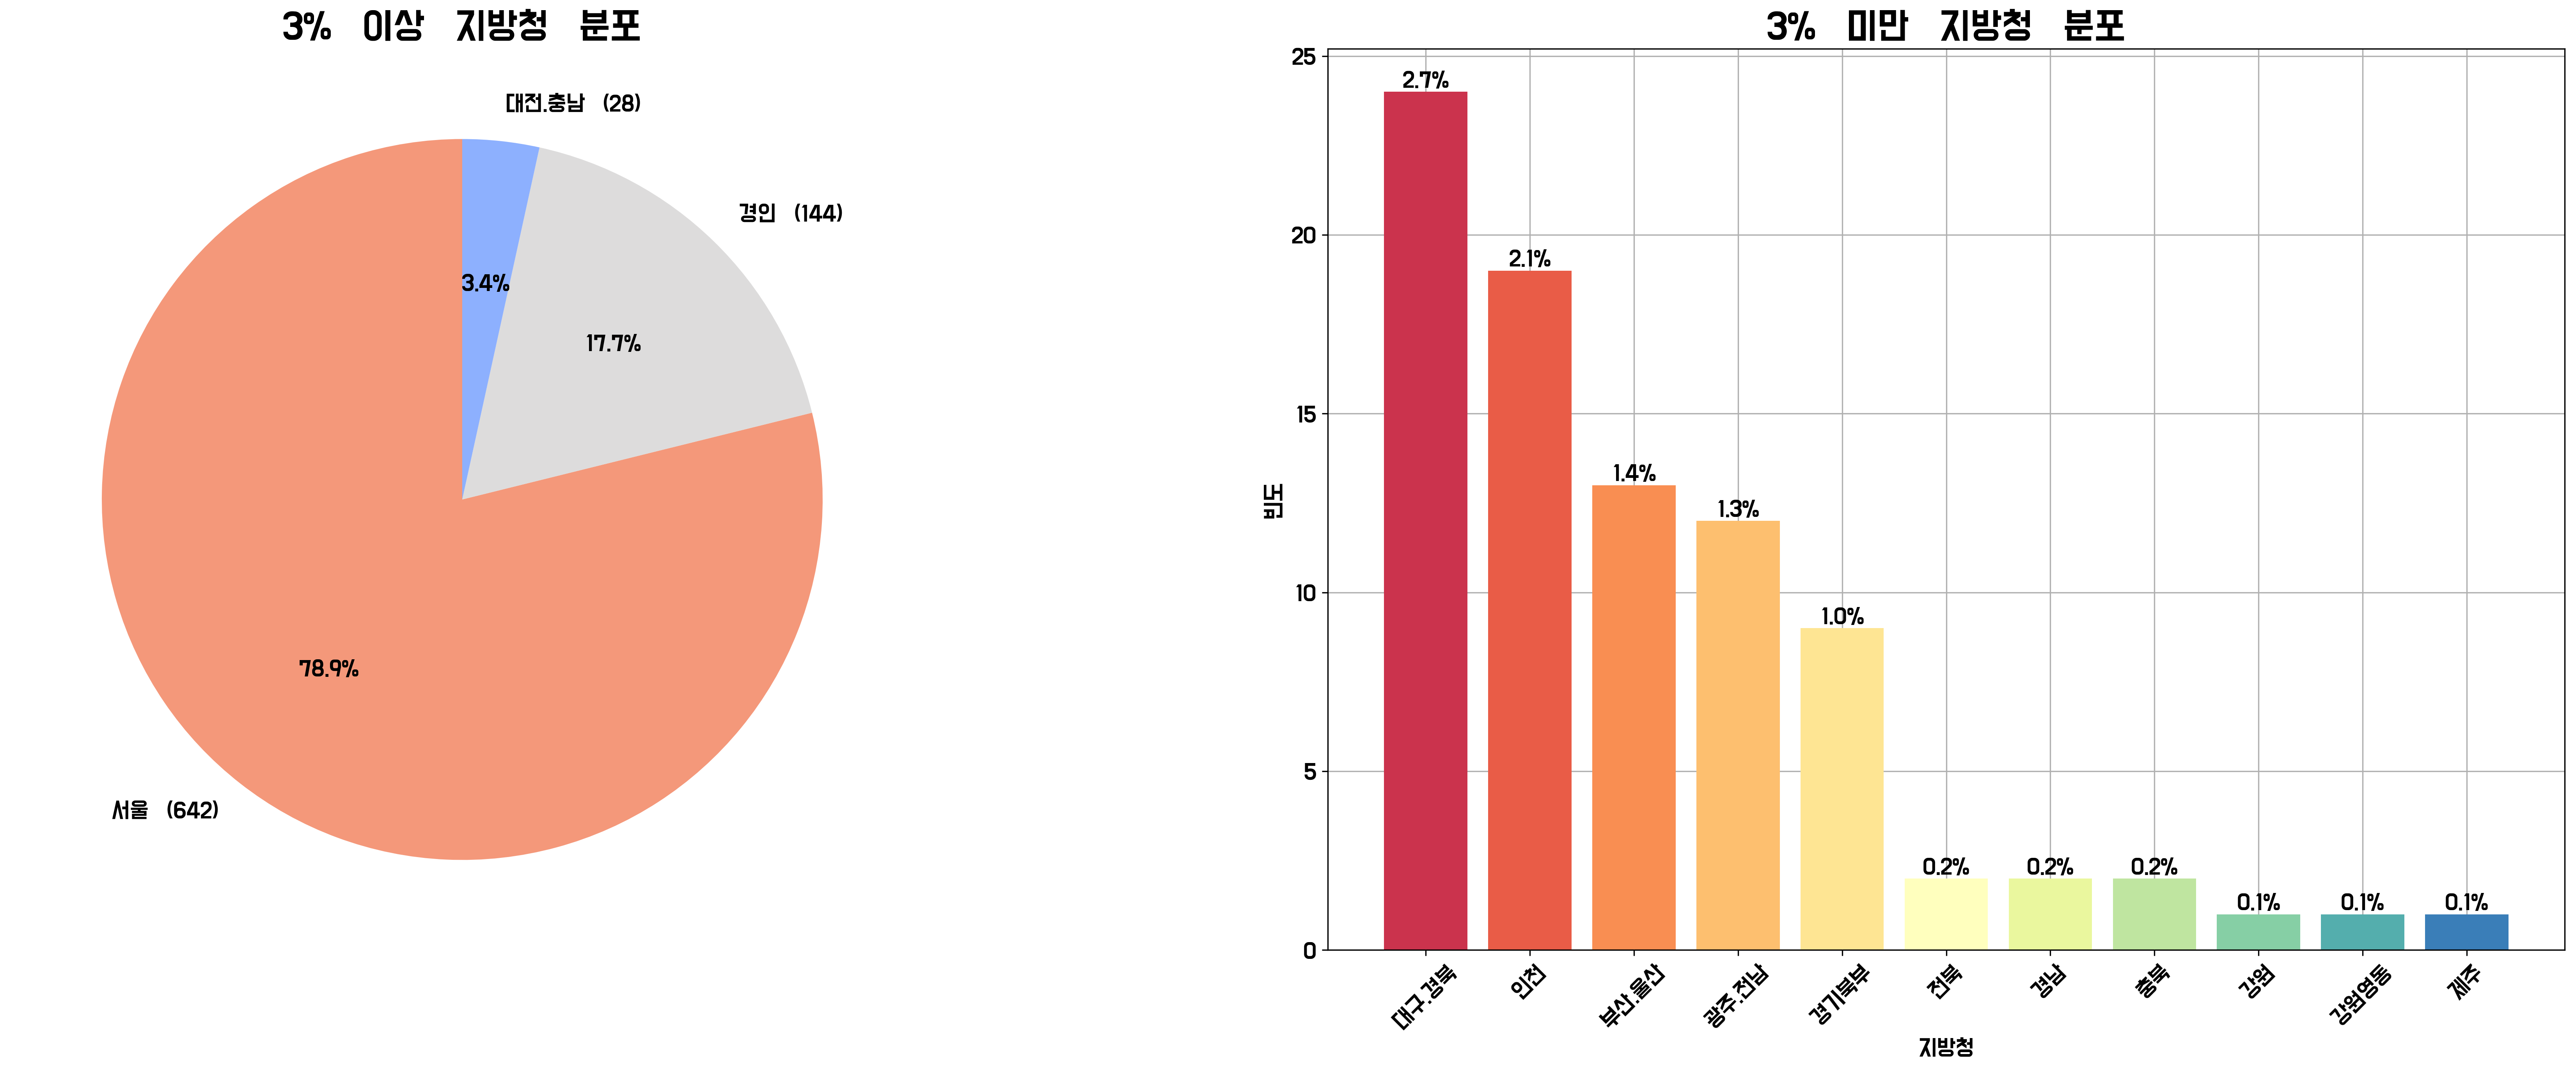 3% 이상 지방청 분포
대전.충남 (28)
경인 (144)
3.4%
17.7%
78.9%
서울 (642)
3% 미만 지방청 분포
25
20
15
10
5
0
빈도
2.7%
2.1%
1.4%
1.3%
1.0%
0.2%
0.2%
0.2%
0.1%
0.1%
0.1%
대구.경북
인천
부산.울산
광주.전남
경기북부
전북
경남
충북
강원
강원영동
제주
지방청